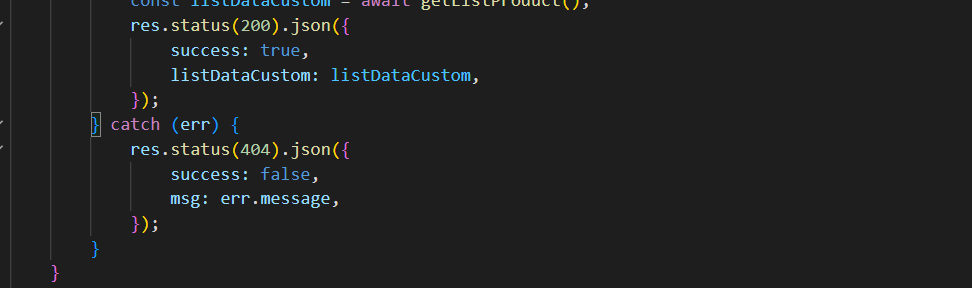 const listDataCustom = await getListProduct();
res.status(200).json({
success: true,
listDataCustom: listDataCustom,
});
} catch (err) {
res.status(404).json({
success: false,
msg: err.message,
});
}
}